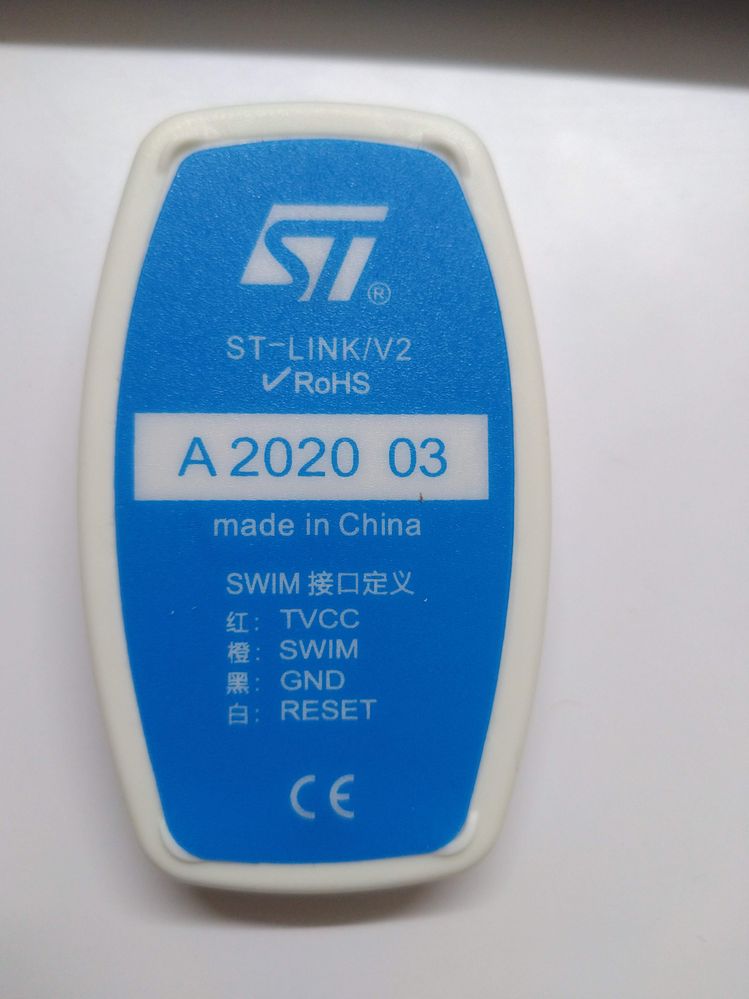 ST®
ST-LINK/V2
✓RoHS
A 2020 03
made in China
SWIM 接口定义
红: TVCC
橙: SWIM
黑: GND
白: RESET
CE